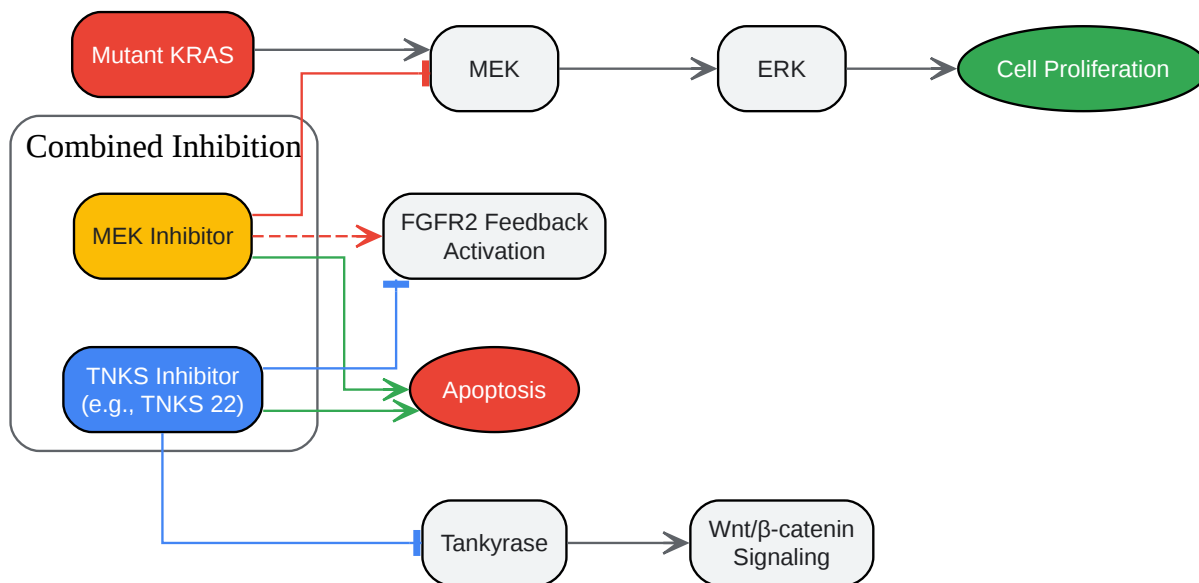 Mutant KRAS
MEK
ERK
Cell Proliferation
Combined Inhibition
MEK Inhibitor
FGFR2 Feedback
Activation
TNKS Inhibitor
(e.g., TNKS 22)
Apoptosis
Tankyrase
Wnt/β-catenin
Signaling